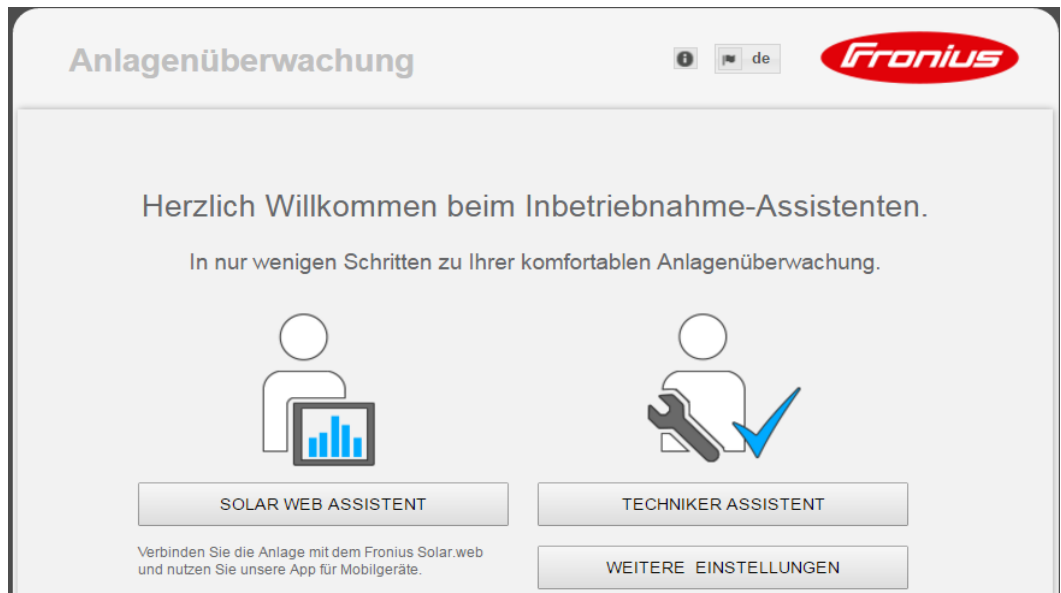 Anlagenüberwachung
de
Fronius
Herzlich Willkommen beim Inbetriebnahme-Assistenten.
In nur wenigen Schritten zu Ihrer komfortablen Anlagenüberwachung.
SOLAR WEB ASSISTENT
TECHNIKER ASSISTENT
Verbinden Sie die Anlage mit dem Fronius Solar.web
und nutzen Sie unsere App für Mobilgeräte.
WEITERE EINSTELLUNGEN